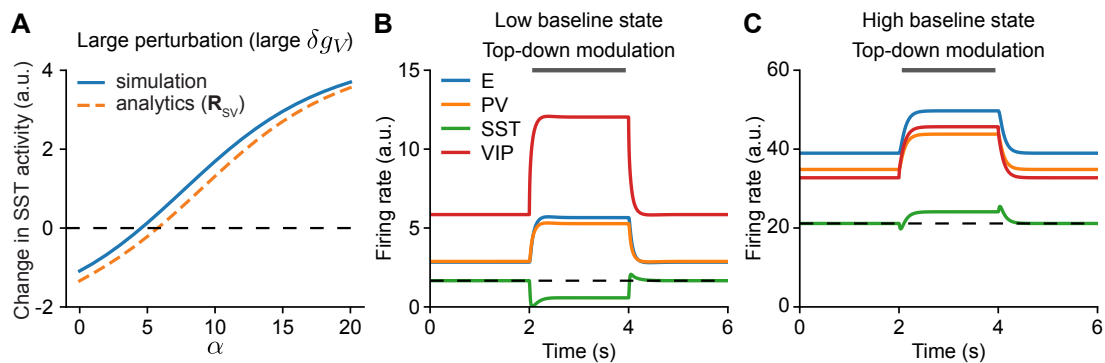 A
Large perturbation (large δg_V)
simulation
analytics (R_SV)
Change in SST activity (a.u.)
4
2
0
-2
0
5
10
15
20
α
B
Low baseline state
Top-down modulation
E
PV
SST
VIP
Firing rate (a.u.)
15
10
5
0
0
2
4
6
Time (s)
C
High baseline state
Top-down modulation
Firing rate (a.u.)
60
40
20
0
0
2
4
6
Time (s)